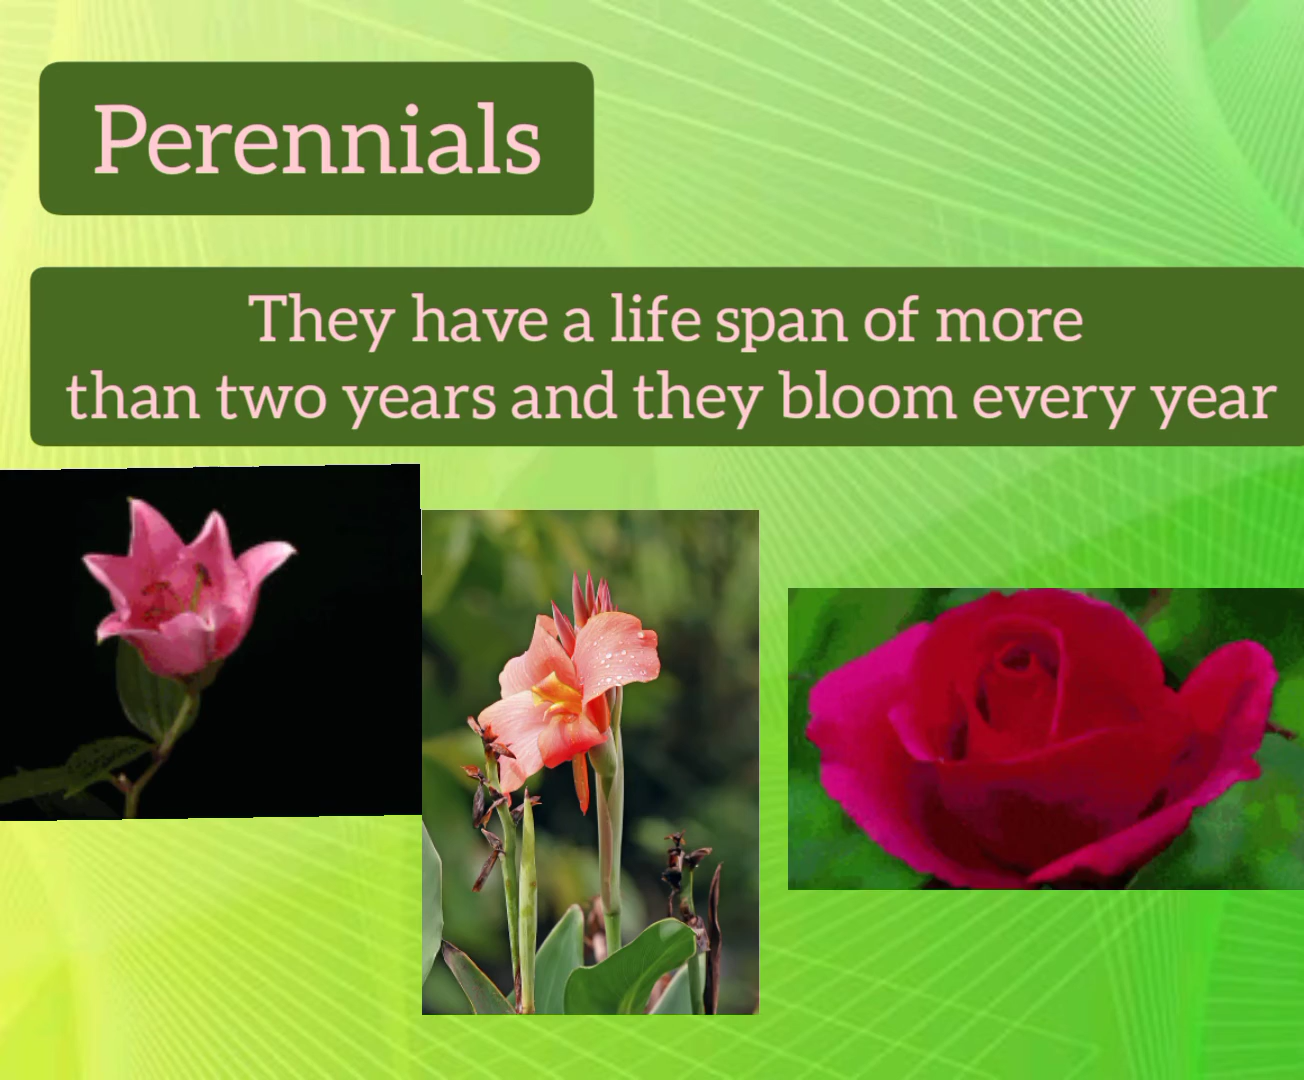 Perennials
They have a life span of more
than two years and they bloom every year